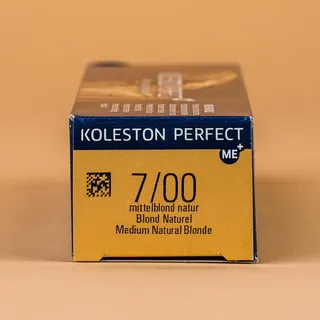 KOLESTON PERFECT
ME+
7/00
mittelblond natur
Blond Naturel
Medium Natural Blonde